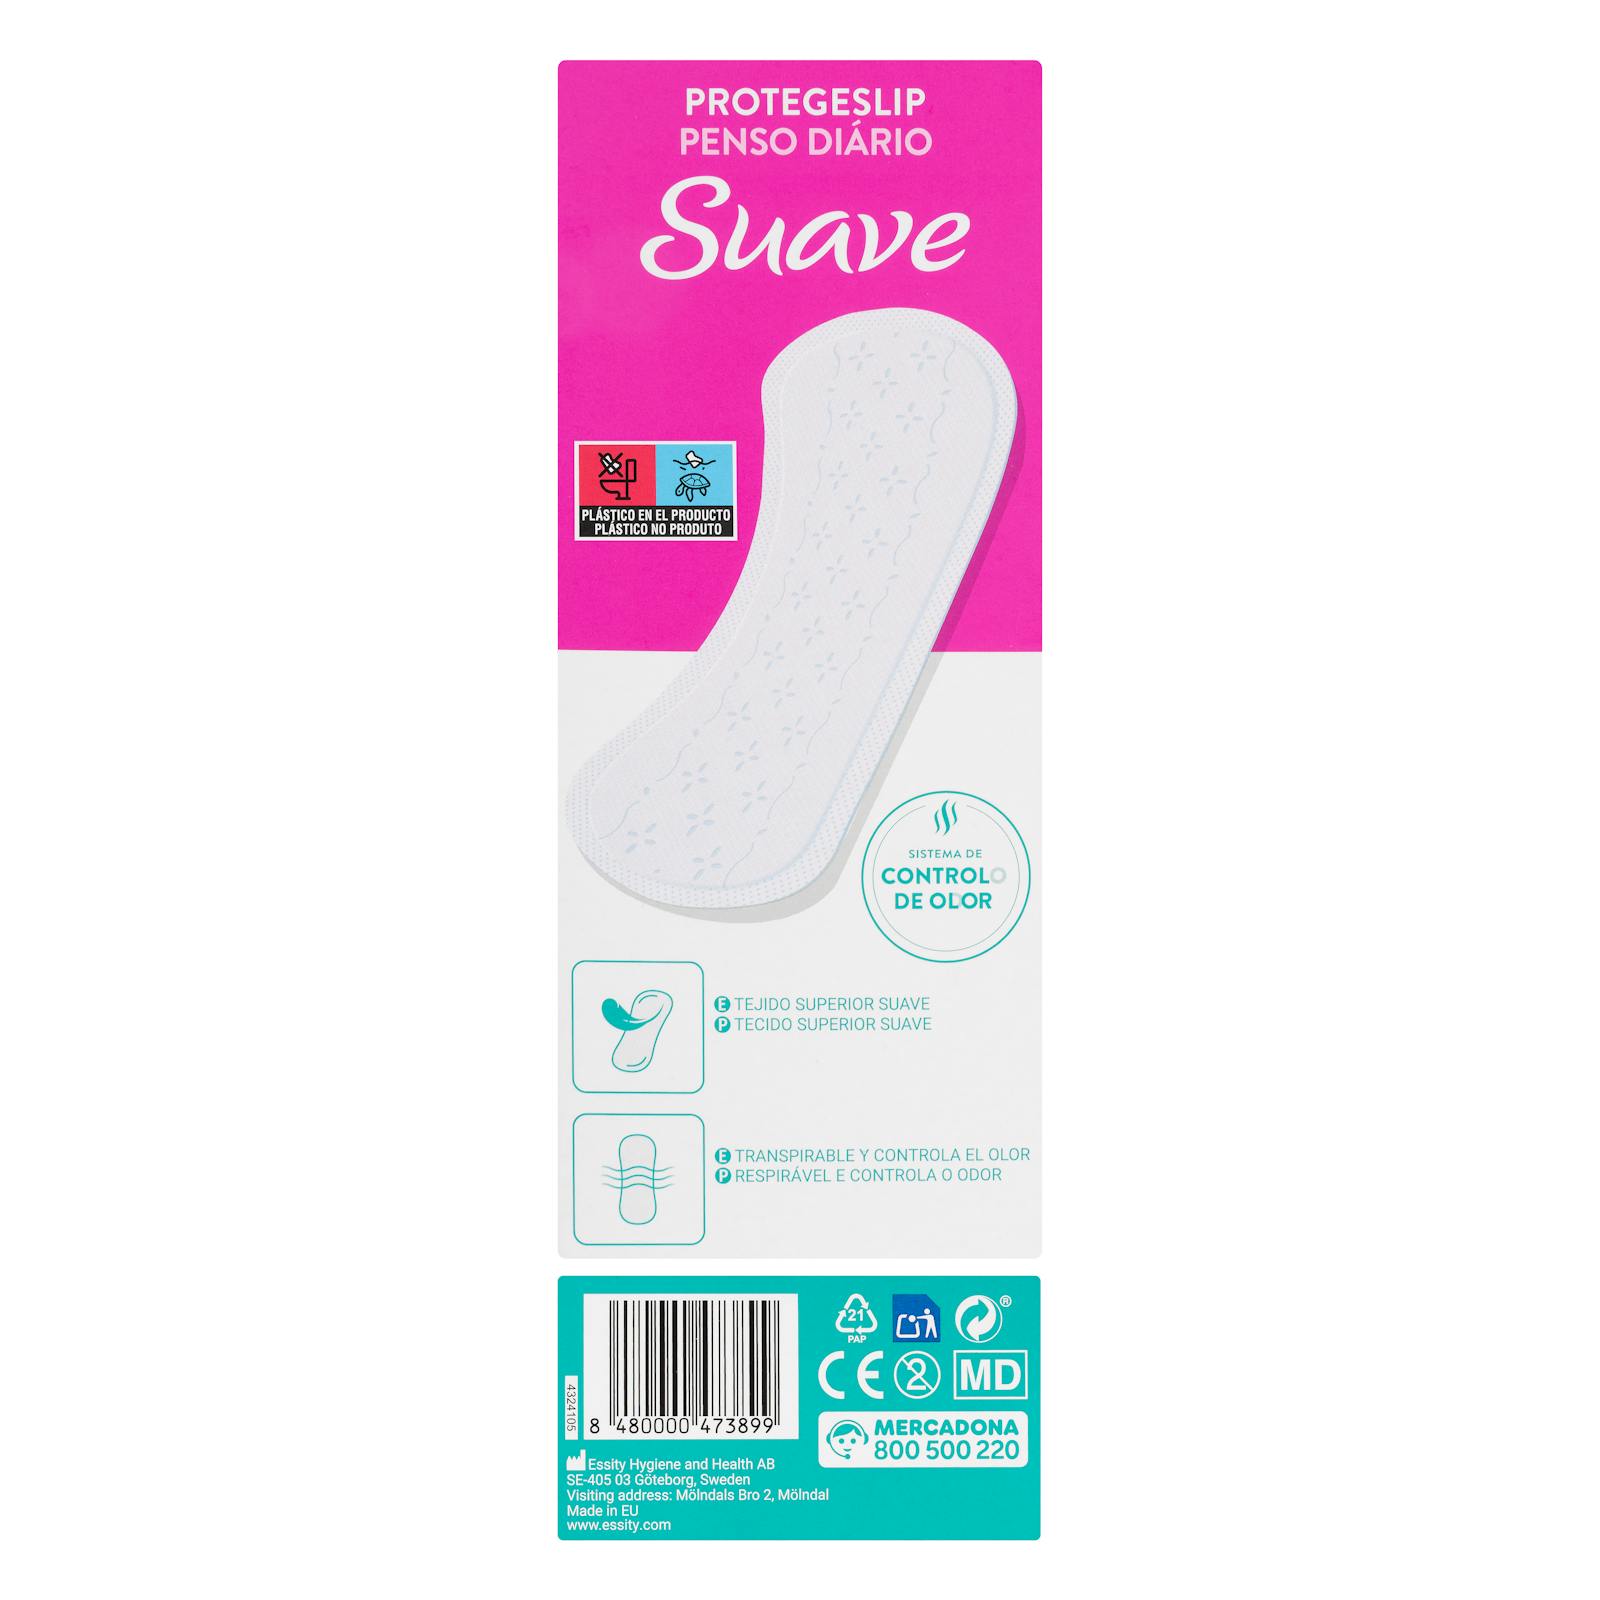 PROTEGESLIP
PENSO DIÁRIO
Suave
PLÁSTICO EN EL PRODUCTO
PLÁSTICO NO PRODUTO
SISTEMA DE
CONTROLO
DE OLOR
E TEJIDO SUPERIOR SUAVE
P TECIDO SUPERIOR SUAVE
E TRANSPIRABLE Y CONTROLA EL OLOR
P RESPIRÁVEL E CONTROLA O ODOR
4324105
8 480000 473899
21
PAP
®
CE 2 MD
MERCADONA
800 500 220
Essity Hygiene and Health AB
SE-405 03 Göteborg, Sweden
Visiting address: Mölndals Bro 2, Mölndal
Made in EU
www.essity.com